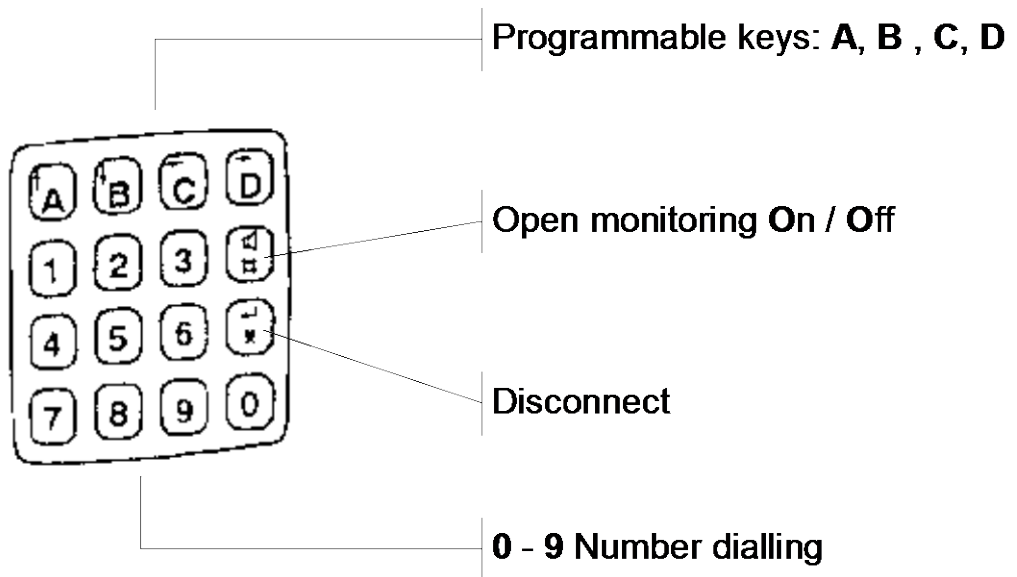 Programmable keys: A, B , C, D
A B C D
Open monitoring On / Off
1 2 3 ¤
4 5 6 *
Disconnect
7 8 9 0
0 - 9 Number dialling